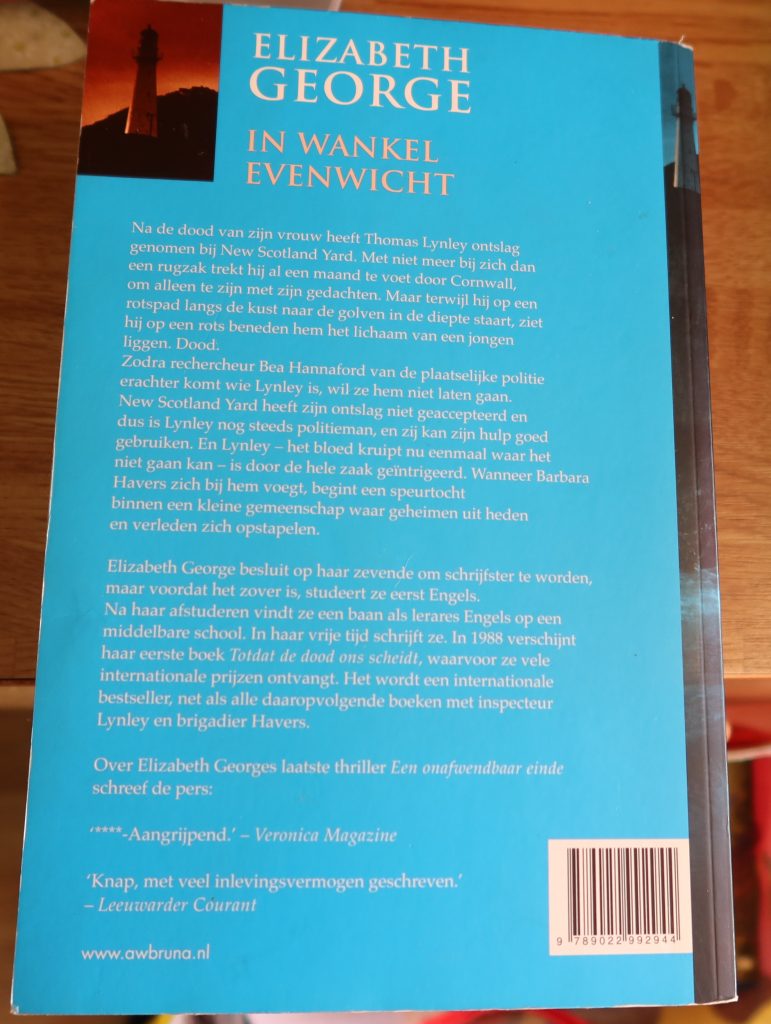 ELIZABETH
GEORGE
IN WANKEL
EVENWICHT
Na de dood van zijn vrouw heeft Thomas Lynley ontslag
genomen bij New Scotland Yard. Met niet meer bij zich dan
een rugzak trekt hij al een maand te voet door Cornwall,
om alleen te zijn met zijn gedachten. Maar terwijl hij op een
rotspad langs de kust naar de golven in de diepte staart, ziet
hij op een rots beneden hem het lichaam van een jongen
liggen. Dood.
Zodra rechercheur Bea Hannaford van de plaatselijke politie
erachter komt wie Lynley is, wil ze hem niet laten gaan.
New Scotland Yard heeft zijn ontslag niet geaccepteerd en
dus is Lynley nog steeds politieman, en zij kan zijn hulp goed
gebruiken. En Lynley – het bloed kruipt nu eenmaal waar het
niet gaan kan – is door de hele zaak geïntrigeerd. Wanneer Barbara
Havers zich bij hem voegt, begint een speurtocht
binnen een kleine gemeenschap waar geheimen uit heden
en verleden zich opstapelen.
Elizabeth George besluit op haar zevende om schrijfster te worden,
maar voordat het zover is, studeert ze eerst Engels.
Na haar afstuderen vindt ze een baan als lerares Engels op een
middelbare school. In haar vrije tijd schrijft ze. In 1988 verschijnt
haar eerste boek Totdat de dood ons scheidt, waarvoor ze vele
internationale prijzen ontvangt. Het wordt een internationale
bestseller, net als alle daaropvolgende boeken met inspecteur
Lynley en brigadier Havers.
Over Elizabeth Georges laatste thriller Een onafwendbaar einde
schreef de pers:
‘****-Aangrijpend.’ – Veronica Magazine
‘Knap, met veel inlevingsvermogen geschreven.’
– Leeuwarder Courant
www.awbruna.nl
9 789022 992944